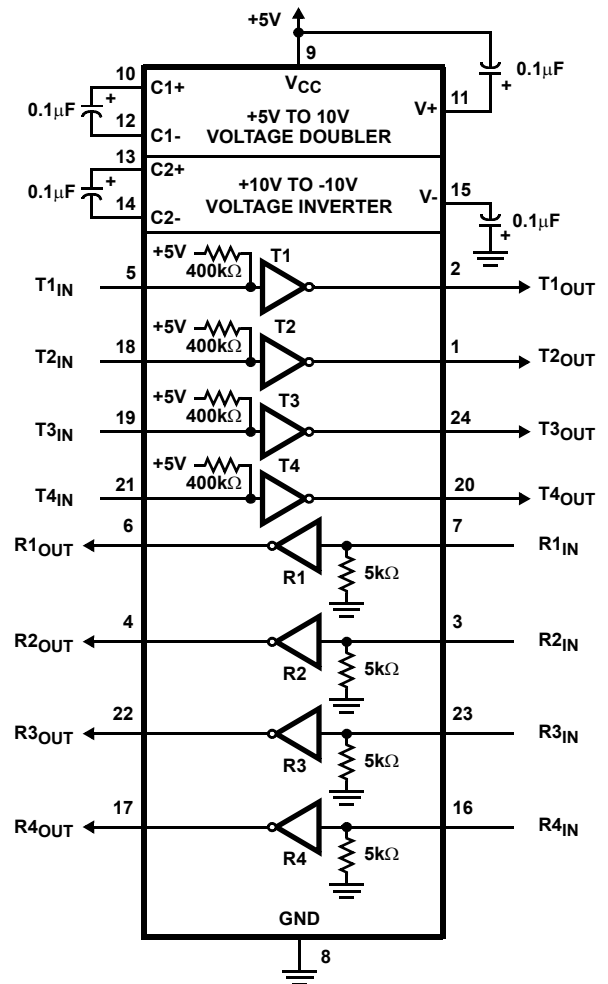 +5V
9
0.1μF
+
10
C1+
VCC
0.1μF
+
+5V TO 10V
VOLTAGE DOUBLER
V+
11
12
C1-
13
C2+
0.1μF
+
+10V TO -10V
VOLTAGE INVERTER
V-
15
14
C2-
0.1μF
+
+5V
400kΩ
T1
T1IN
5
2
T1OUT
+5V
400kΩ
T2
T2IN
18
1
T2OUT
+5V
400kΩ
T3
T3IN
19
24
T3OUT
+5V
400kΩ
T4
T4IN
21
20
T4OUT
R1OUT
6
7
R1IN
R1
5kΩ
R2OUT
4
3
R2IN
R2
5kΩ
R3OUT
22
23
R3IN
R3
5kΩ
R4OUT
17
16
R4IN
R4
5kΩ
GND
8